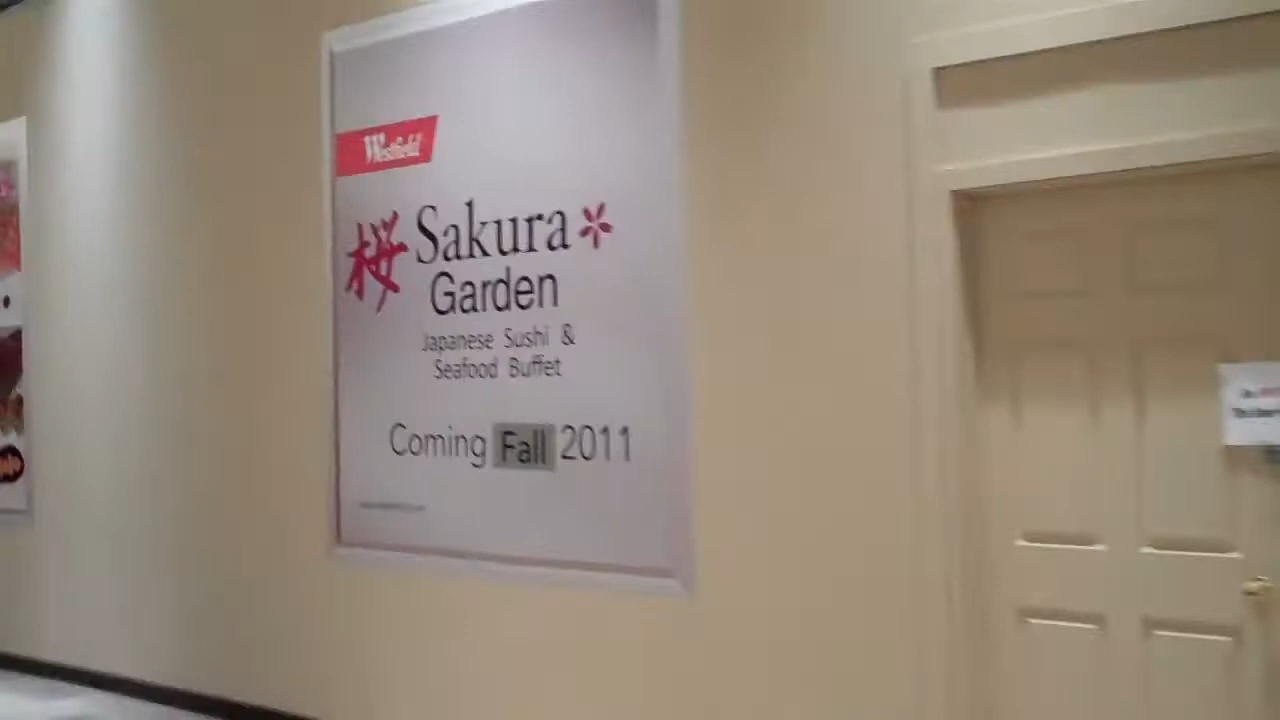 Westfield
桜 Sakura
Garden
Japanese Sushi &
Seafood Buffet
Coming Fall 2011